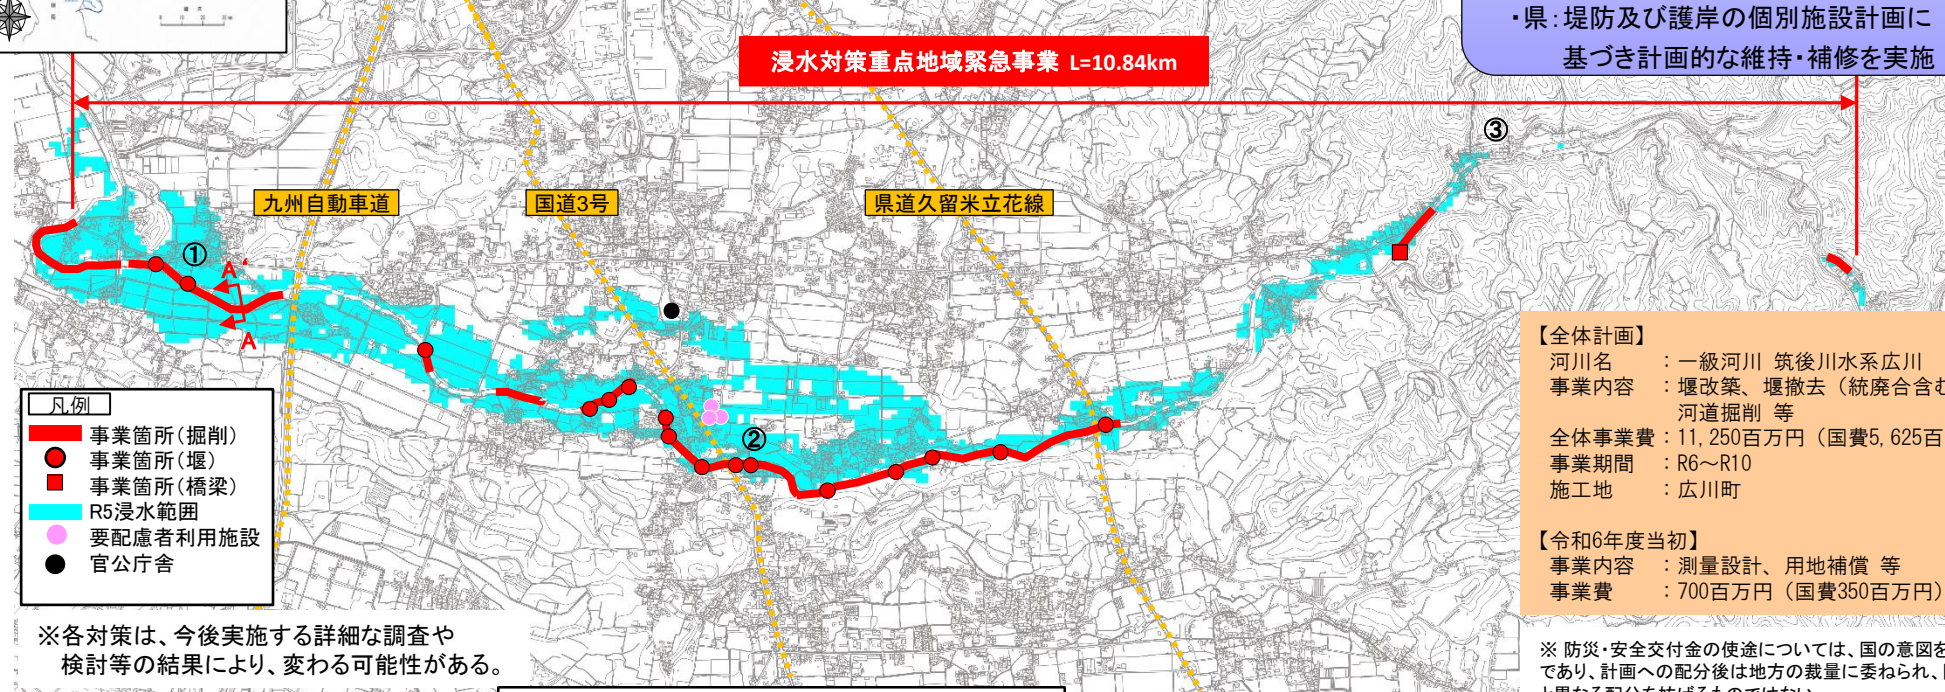 ・県：堤防及び護岸の個別施設計画に
基づき計画的な維持・補修を実施
浸水対策重点地域緊急事業 L=10.84km
③
九州自動車道
国道3号
県道久留米立花線
①
A'
A
②
凡例
事業箇所(掘削)
事業箇所(堰)
事業箇所(橋梁)
R5浸水範囲
要配慮者利用施設
官公庁舎
※各対策は、今後実施する詳細な調査や
検討等の結果により、変わる可能性がある。
【全体計画】
河川名 ：一級河川 筑後川水系広川
事業内容 ：堰改築、堰撤去（統廃合含む
河道掘削 等
全体事業費：11,250百万円（国費5,625百
事業期間 ：R6～R10
施工地 ：広川町
【令和6年度当初】
事業内容 ：測量設計、用地補償 等
事業費 ：700百万円（国費350百万円）
※ 防災・安全交付金の使途については、国の意図を
であり、計画への配分後は地方の裁量に委ねられ、